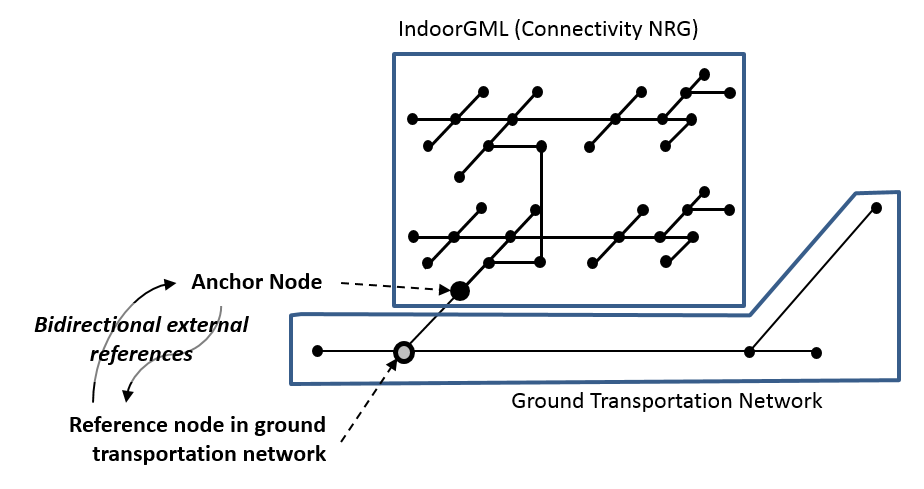 IndoorGML (Connectivity NRG)
Anchor Node
Bidirectional external
references
Reference node in ground
transportation network
Ground Transportation Network